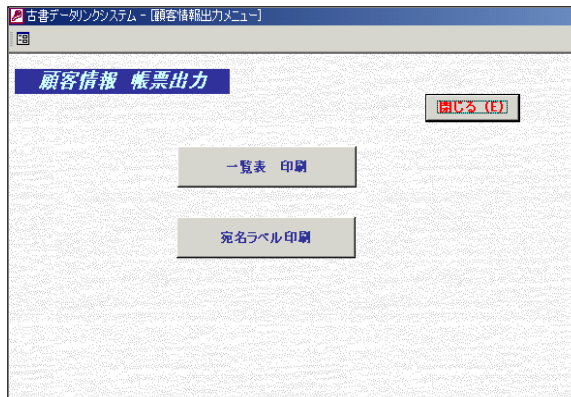 古書データリンクシステム - [顧客情報出力メニュー]
顧客情報 帳票出力
閉じる (E)
一覧表 印刷
宛名ラベル印刷